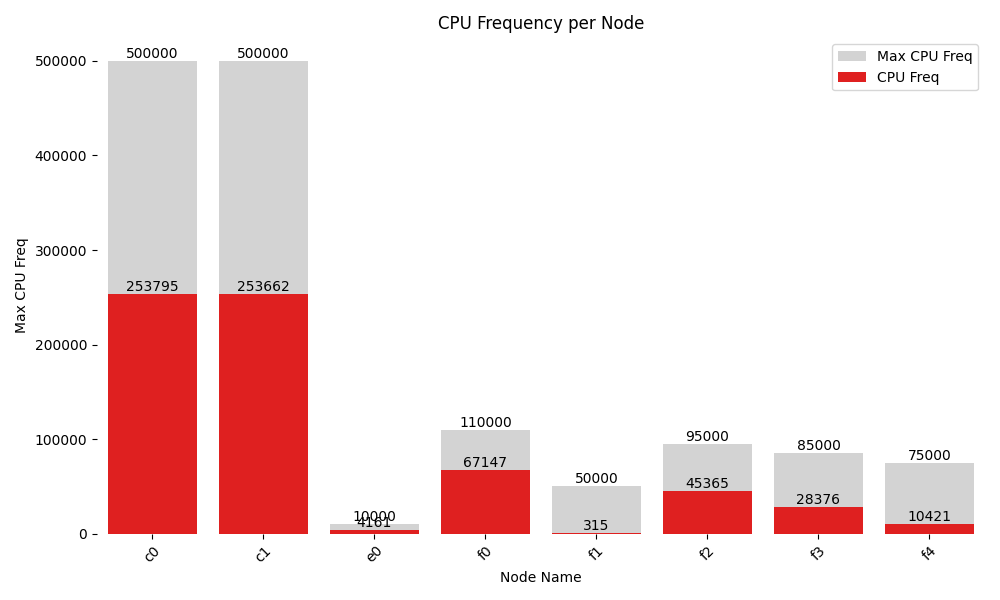 CPU Frequency per Node
Max CPU Freq
CPU Freq
500000
400000
300000
200000
100000
0
Max CPU Freq
500000
500000
10000
110000
50000
95000
85000
75000
253795
253662
4161
67147
315
45365
28376
10421
c0
c1
e0
f0
f1
f2
f3
f4
Node Name